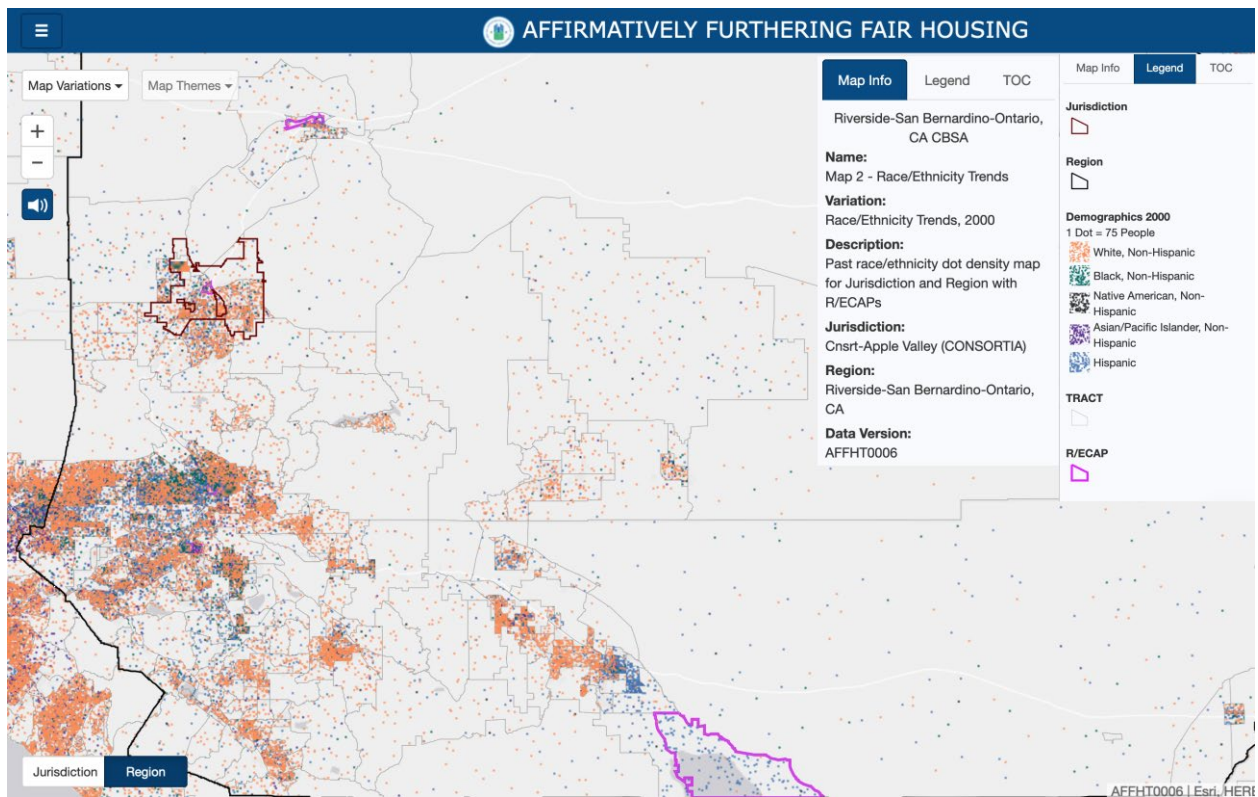 AFFIRMATIVELY FURTHERING FAIR HOUSING
Map Variations
Map Themes
+
−
Jurisdiction
Region
Map Info
Legend
TOC
Riverside-San Bernardino-Ontario,
CA CBSA
Name:
Map 2 - Race/Ethnicity Trends
Variation:
Race/Ethnicity Trends, 2000
Description:
Past race/ethnicity dot density map
for Jurisdiction and Region with
R/ECAPs
Jurisdiction:
Cnsrt-Apple Valley (CONSORTIA)
Region:
Riverside-San Bernardino-Ontario,
CA
Data Version:
AFFHT0006
Map Info
Legend
TOC
Jurisdiction
Region
Demographics 2000
1 Dot = 75 People
White, Non-Hispanic
Black, Non-Hispanic
Native American, Non-
Hispanic
Asian/Pacific Islander, Non-
Hispanic
Hispanic
TRACT
R/ECAP
AFFHT0006 | Esri, HERE